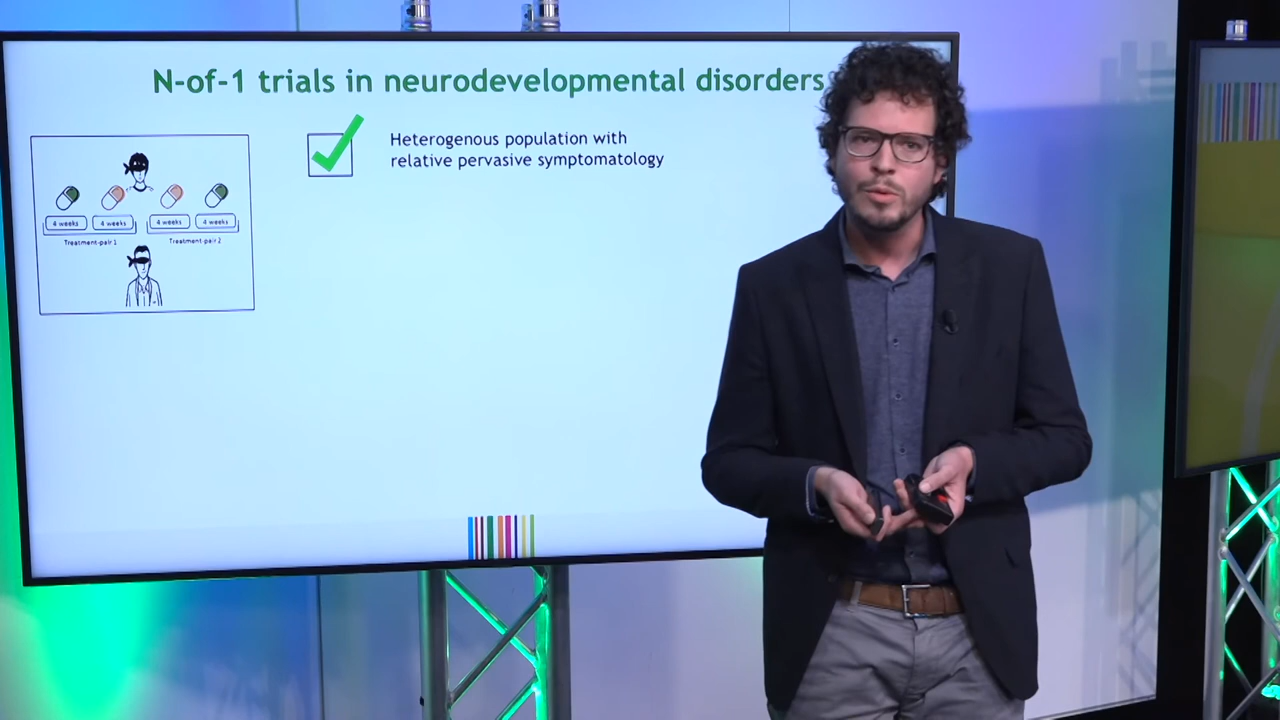 N-of-1 trials in neurodevelopmental disorders
Heterogenous population with
relative pervasive symptomatology
4 weeks 4 weeks 4 weeks 4 weeks
Treatment-pair 1 Treatment-pair 2